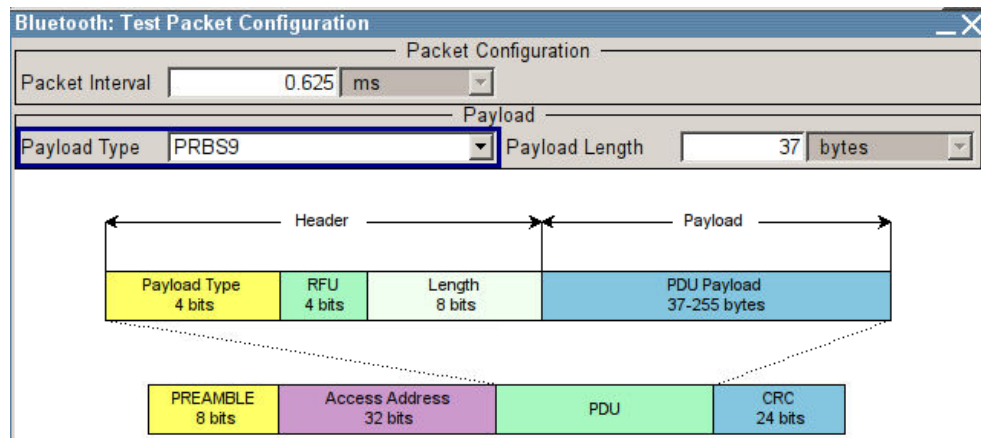 Bluetooth: Test Packet Configuration
Packet Configuration
Packet Interval 0.625 ms
Payload
Payload Type PRBS9 Payload Length 37 bytes
Header Payload
Payload Type RFU Length PDU Payload
4 bits 4 bits 8 bits 37-255 bytes
PREAMBLE Access Address PDU CRC
8 bits 32 bits 24 bits